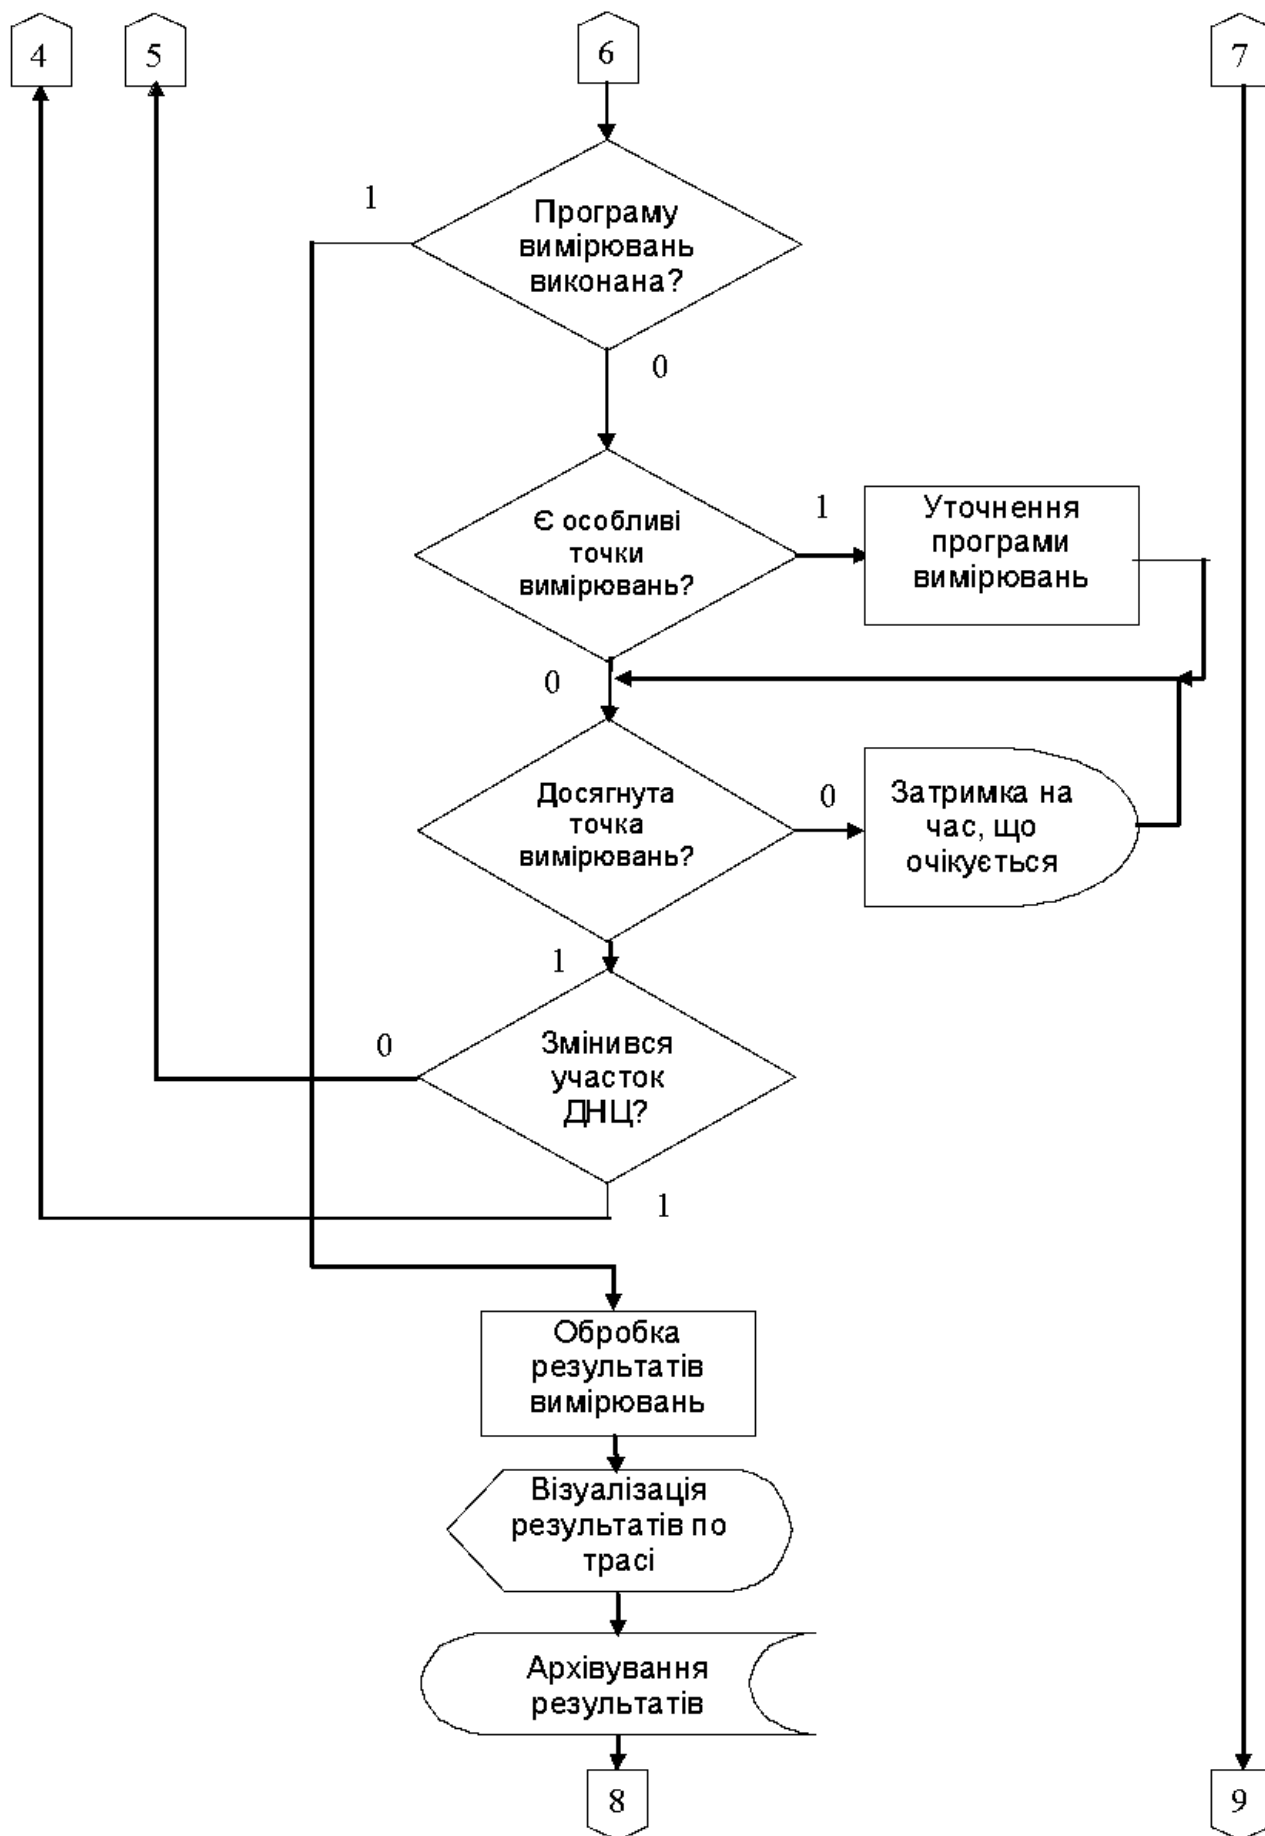 4
5
6
7
1
Програму
вимірювань
виконана?
0
Є особливі
точки
вимірювань?
1
Уточнення
програми
вимірювань
0
Досягнута
точка
вимірювань?
0
Затримка на
час, що
очікується
1
0
Змінився
участок
ДНЦ?
1
Обробка
результатів
вимірювань
Візуалізація
результатів по
трасі
Архівування
результатів
8
9